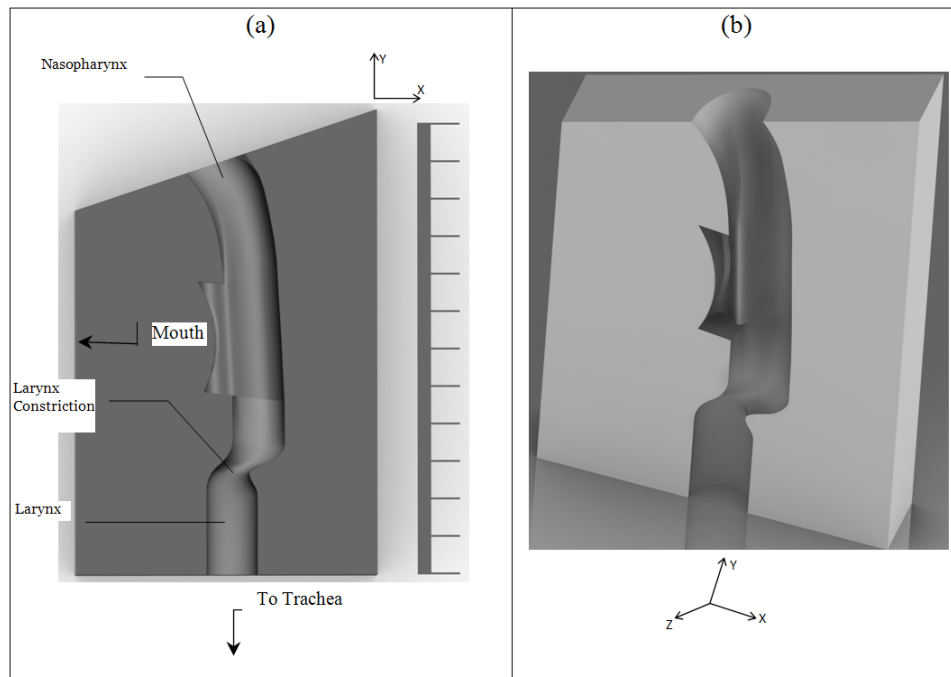 (a)
(b)
Nasopharynx
Y
X
Mouth
Larynx
Constriction
Larynx
To Trachea
Y
Z
X